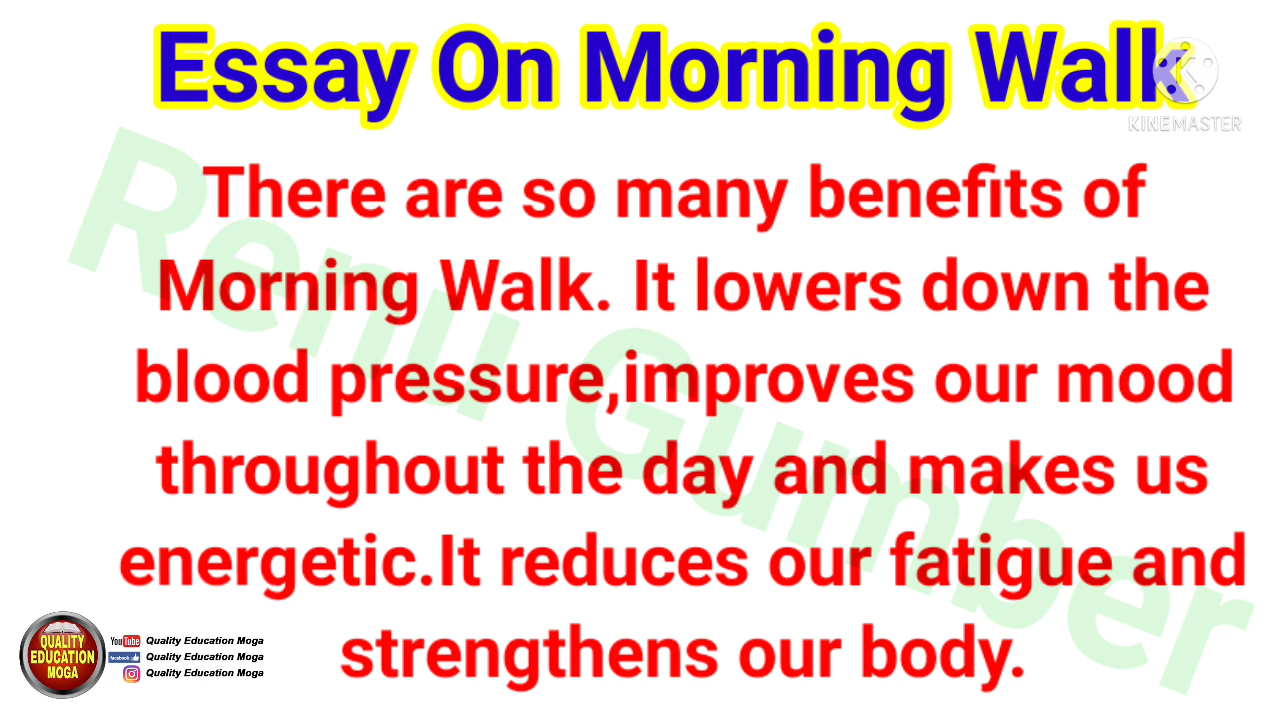 Essay On Morning Walk
KINEMASTER
There are so many benefits of
Morning Walk. It lowers down the
blood pressure,improves our mood
throughout the day and makes us
energetic.It reduces our fatigue and
strengthens our body.
Renu Gumber
QUALITY
EDUCATION
MOGA
YouTube Quality Education Moga
facebook Quality Education Moga
Quality Education Moga